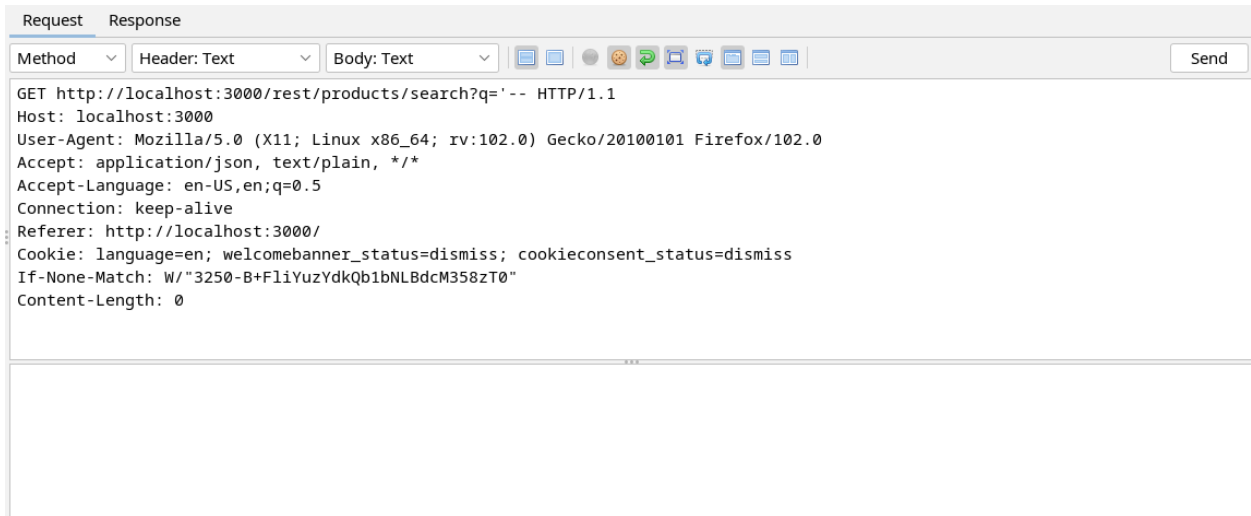 Request Response
Method Header: Text Body: Text Send
GET http://localhost:3000/rest/products/search?q='-- HTTP/1.1
Host: localhost:3000
User-Agent: Mozilla/5.0 (X11; Linux x86_64; rv:102.0) Gecko/20100101 Firefox/102.0
Accept: application/json, text/plain, */*
Accept-Language: en-US,en;q=0.5
Connection: keep-alive
Referer: http://localhost:3000/
Cookie: language=en; welcomebanner_status=dismiss; cookieconsent_status=dismiss
If-None-Match: W/"3250-B+FliYuzYdkQb1bNLBdcM358zT0"
Content-Length: 0